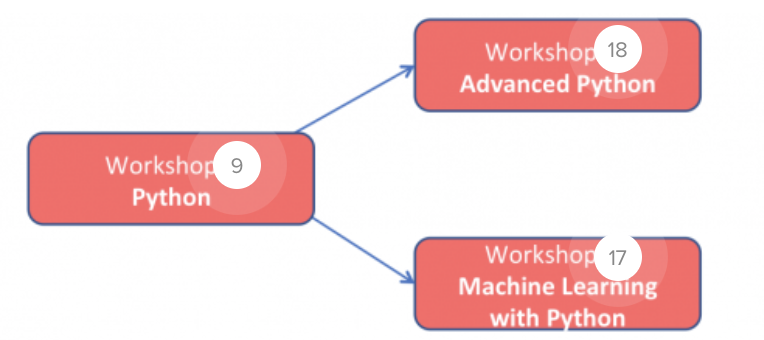 Workshop 18
Advanced Python
Workshop 9
Python
Workshop 17
Machine Learning
with Python